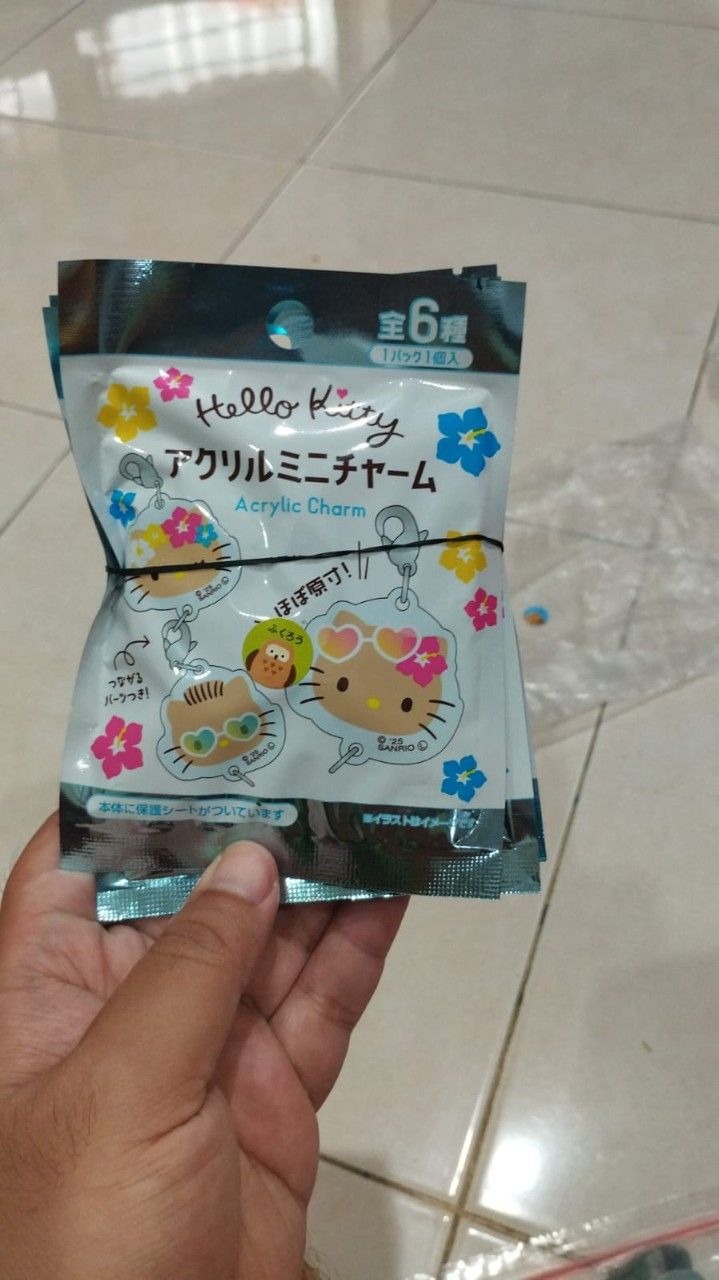 全6種
1パック1個入
Hello Kitty
アクリルミニチャーム
Acrylic Charm
ほぼ原寸!
ふくろう
つながる
パーツつき!
© '25
SANRIO Ⓛ
© '25
SANRIO Ⓛ
© '25
SANRIO Ⓛ
本体に保護シートがついています
※イラストはイメージです